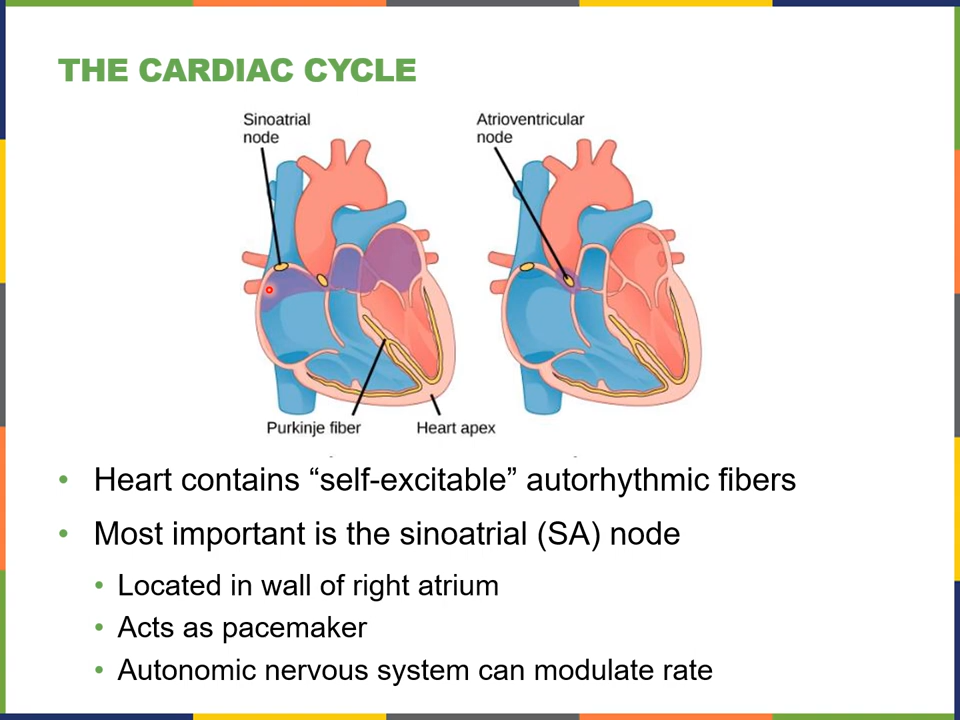 THE CARDIAC CYCLE
Sinoatrial
node
Atrioventricular
node
Purkinje fiber
Heart apex
• Heart contains “self-excitable” autorhythmic fibers
• Most important is the sinoatrial (SA) node
• Located in wall of right atrium
• Acts as pacemaker
• Autonomic nervous system can modulate rate